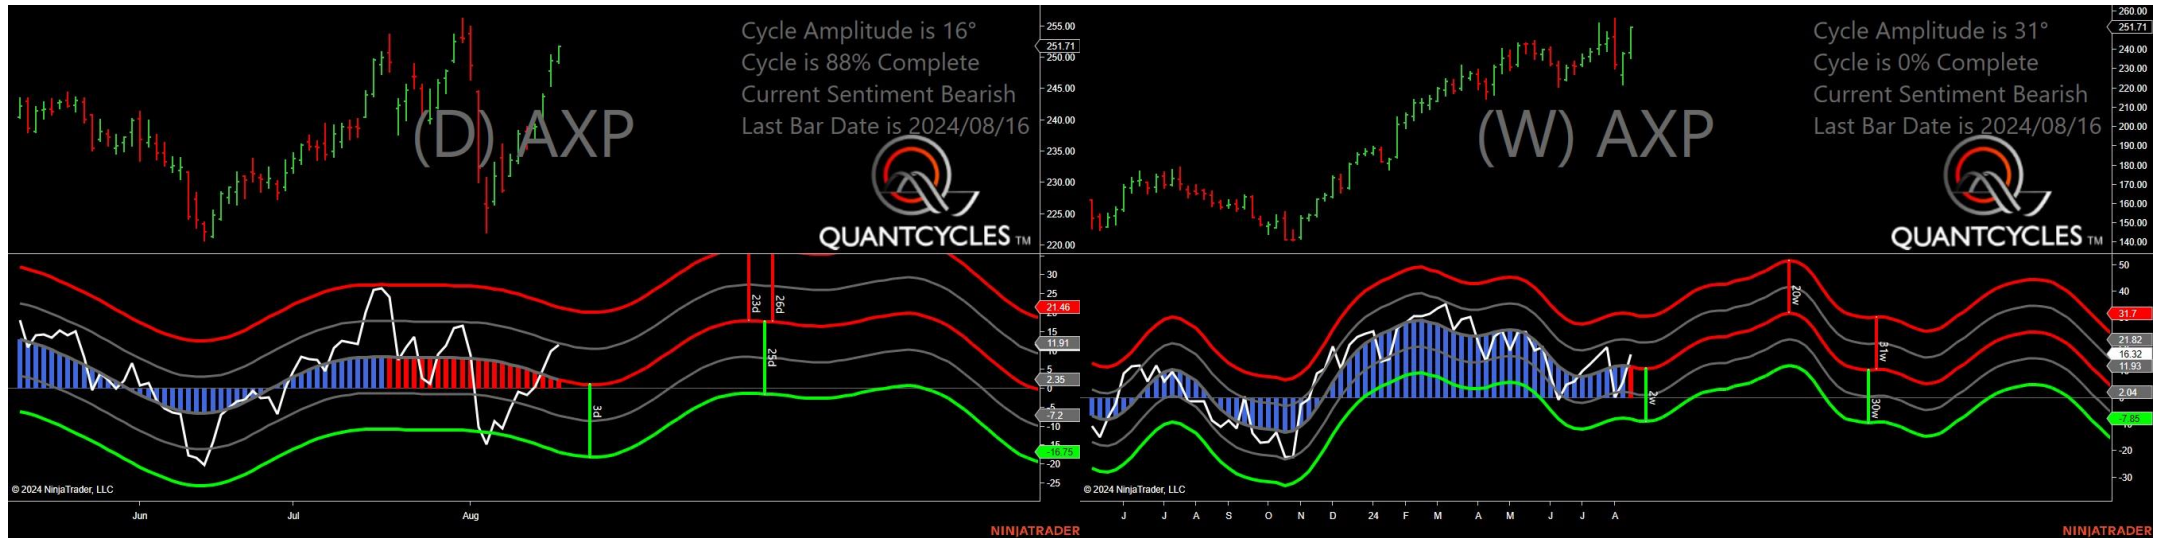 Cycle Amplitude is 16°
Cycle is 88% Complete
Current Sentiment Bearish
Last Bar Date is 2024/08/16
(D) AXP
QUANTCYCLES TM
255.00
251.71
250.00
245.00
240.00
235.00
230.00
225.00
220.00
23d
26d
25d
3d
30
25
21.46
15
11.91
10
5
2.35
0
-5
-7.2
-10
-15
-16.75
-20
-25
© 2024 NinjaTrader, LLC
Jun
Jul
Aug
NINJATRADER
Cycle Amplitude is 31°
Cycle is 0% Complete
Current Sentiment Bearish
Last Bar Date is 2024/08/16
(W) AXP
QUANTCYCLES TM
260.00
251.71
240.00
230.00
220.00
210.00
200.00
190.00
180.00
170.00
160.00
150.00
140.00
20w
31w
2w
30w
50
40
31.7
21.82
16.32
11.93
2.04
-7.85
-20
-30
© 2024 NinjaTrader, LLC
J J A S O N D 24 F M A M J J A
NINJATRADER